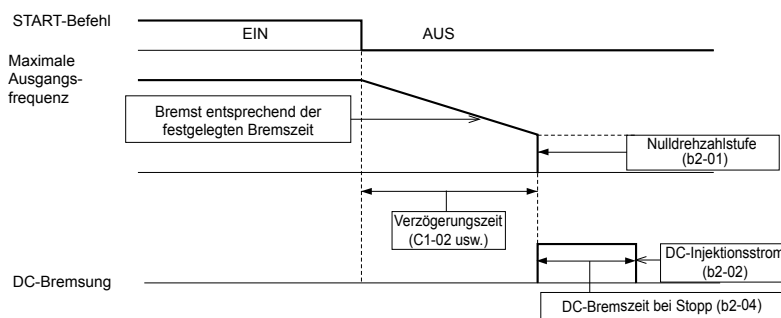 START-Befehl
EIN
AUS
Maximale
Ausgangs-
frequenz
Bremst entsprechend der
festgelegten Bremszeit
Nulldrehzahlstufe
(b2-01)
Verzögerungszeit
(C1-02 usw.)
DC-Injektionsstrom
(b2-02)
DC-Bremsung
DC-Bremszeit bei Stopp (b2-04)